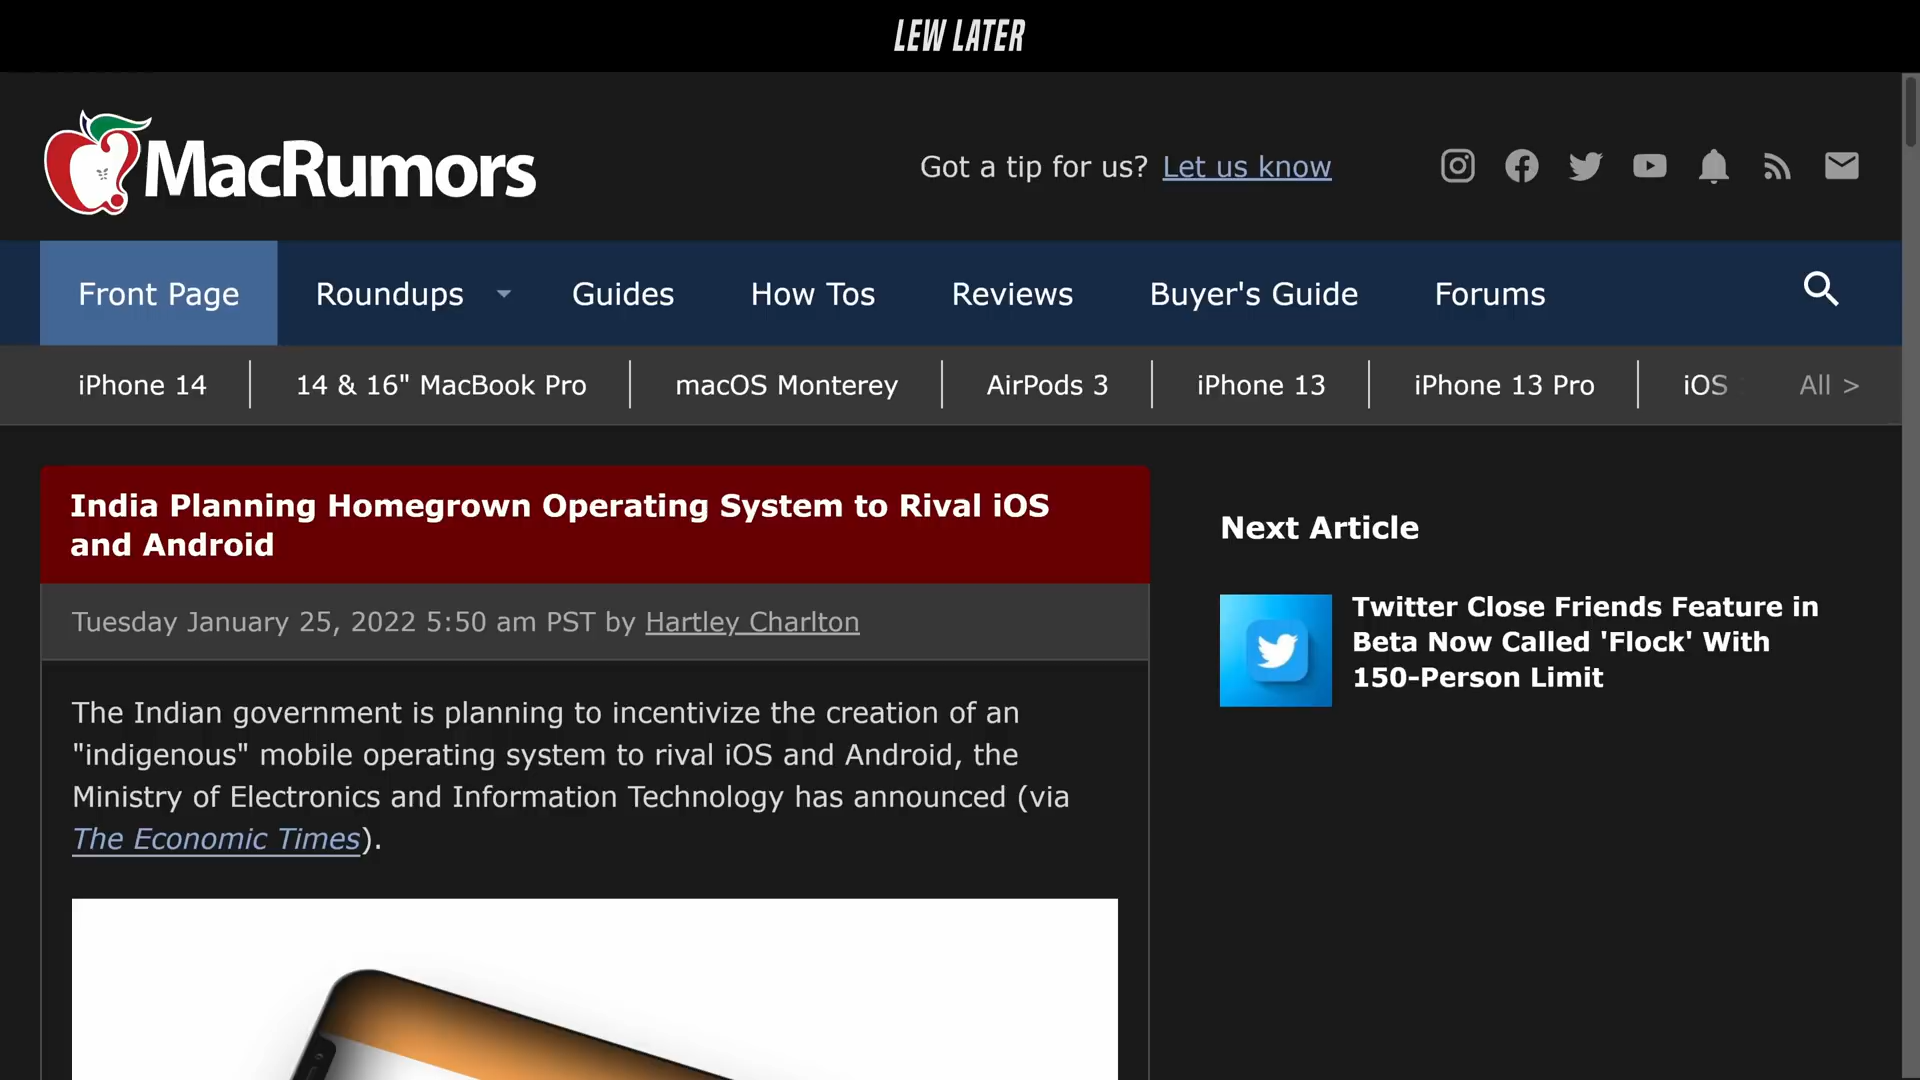 LEW LATER
MacRumors
Got a tip for us? Let us know
Front Page Roundups Guides How Tos Reviews Buyer's Guide Forums
iPhone 14 14 & 16" MacBook Pro macOS Monterey AirPods 3 iPhone 13 iPhone 13 Pro iOS All >
India Planning Homegrown Operating System to Rival iOS
and Android
Tuesday January 25, 2022 5:50 am PST by Hartley Charlton
The Indian government is planning to incentivize the creation of an
"indigenous" mobile operating system to rival iOS and Android, the
Ministry of Electronics and Information Technology has announced (via
The Economic Times).
Next Article
Twitter Close Friends Feature in
Beta Now Called 'Flock' With
150-Person Limit